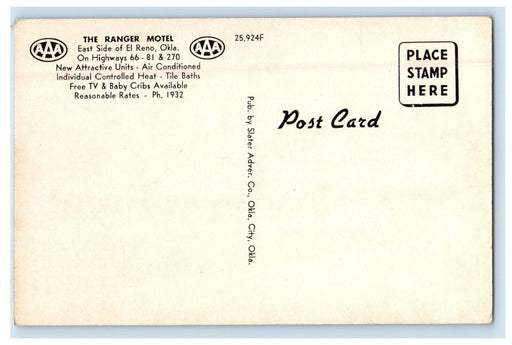 AAA
THE RANGER MOTEL
East Side of El Reno, Okla.
On Highways 66 - 81 & 270
New Attractive Units - Air Conditioned
Individual Controlled Heat - Tile Baths
Free TV & Baby Cribs Available
Reasonable Rates - Ph. 1932
AAA
25,924F
PLACE
STAMP
HERE
Post Card
Pub. by Slater Adver. Co., Okla. City, Okla.